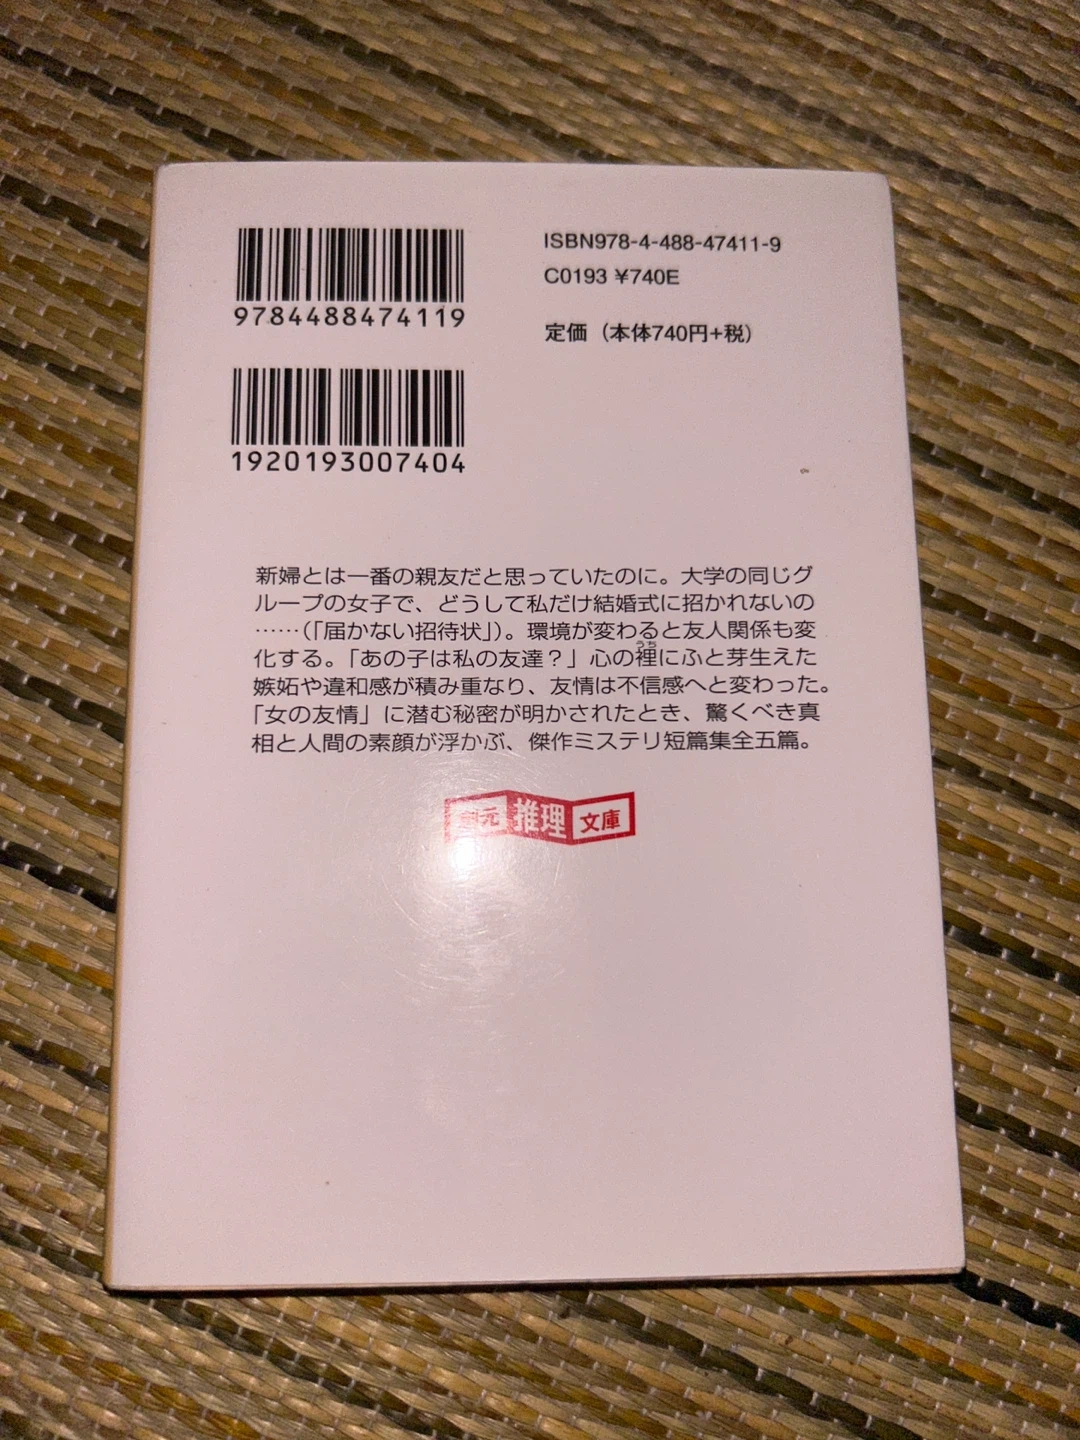 9784488474119
ISBN978-4-488-47411-9
C0193 ¥740E
定価（本体740円+税）
1920193007404
新婦とは一番の親友だと思っていたのに。大学の同じグ
ループの女子で、どうして私だけ結婚式に招かれないの
……（「届かない招待状」）。環境が変わると友人関係も変
化する。「あの子は私の友達？」心の裡にふと芽生えた
うち
嫉妬や違和感が積み重なり、友情は不信感へと変わった。
「女の友情」に潜む秘密が明かされたとき、驚くべき真
相と人間の素顔が浮かぶ、傑作ミステリ短篇集全五篇。
創元推理文庫